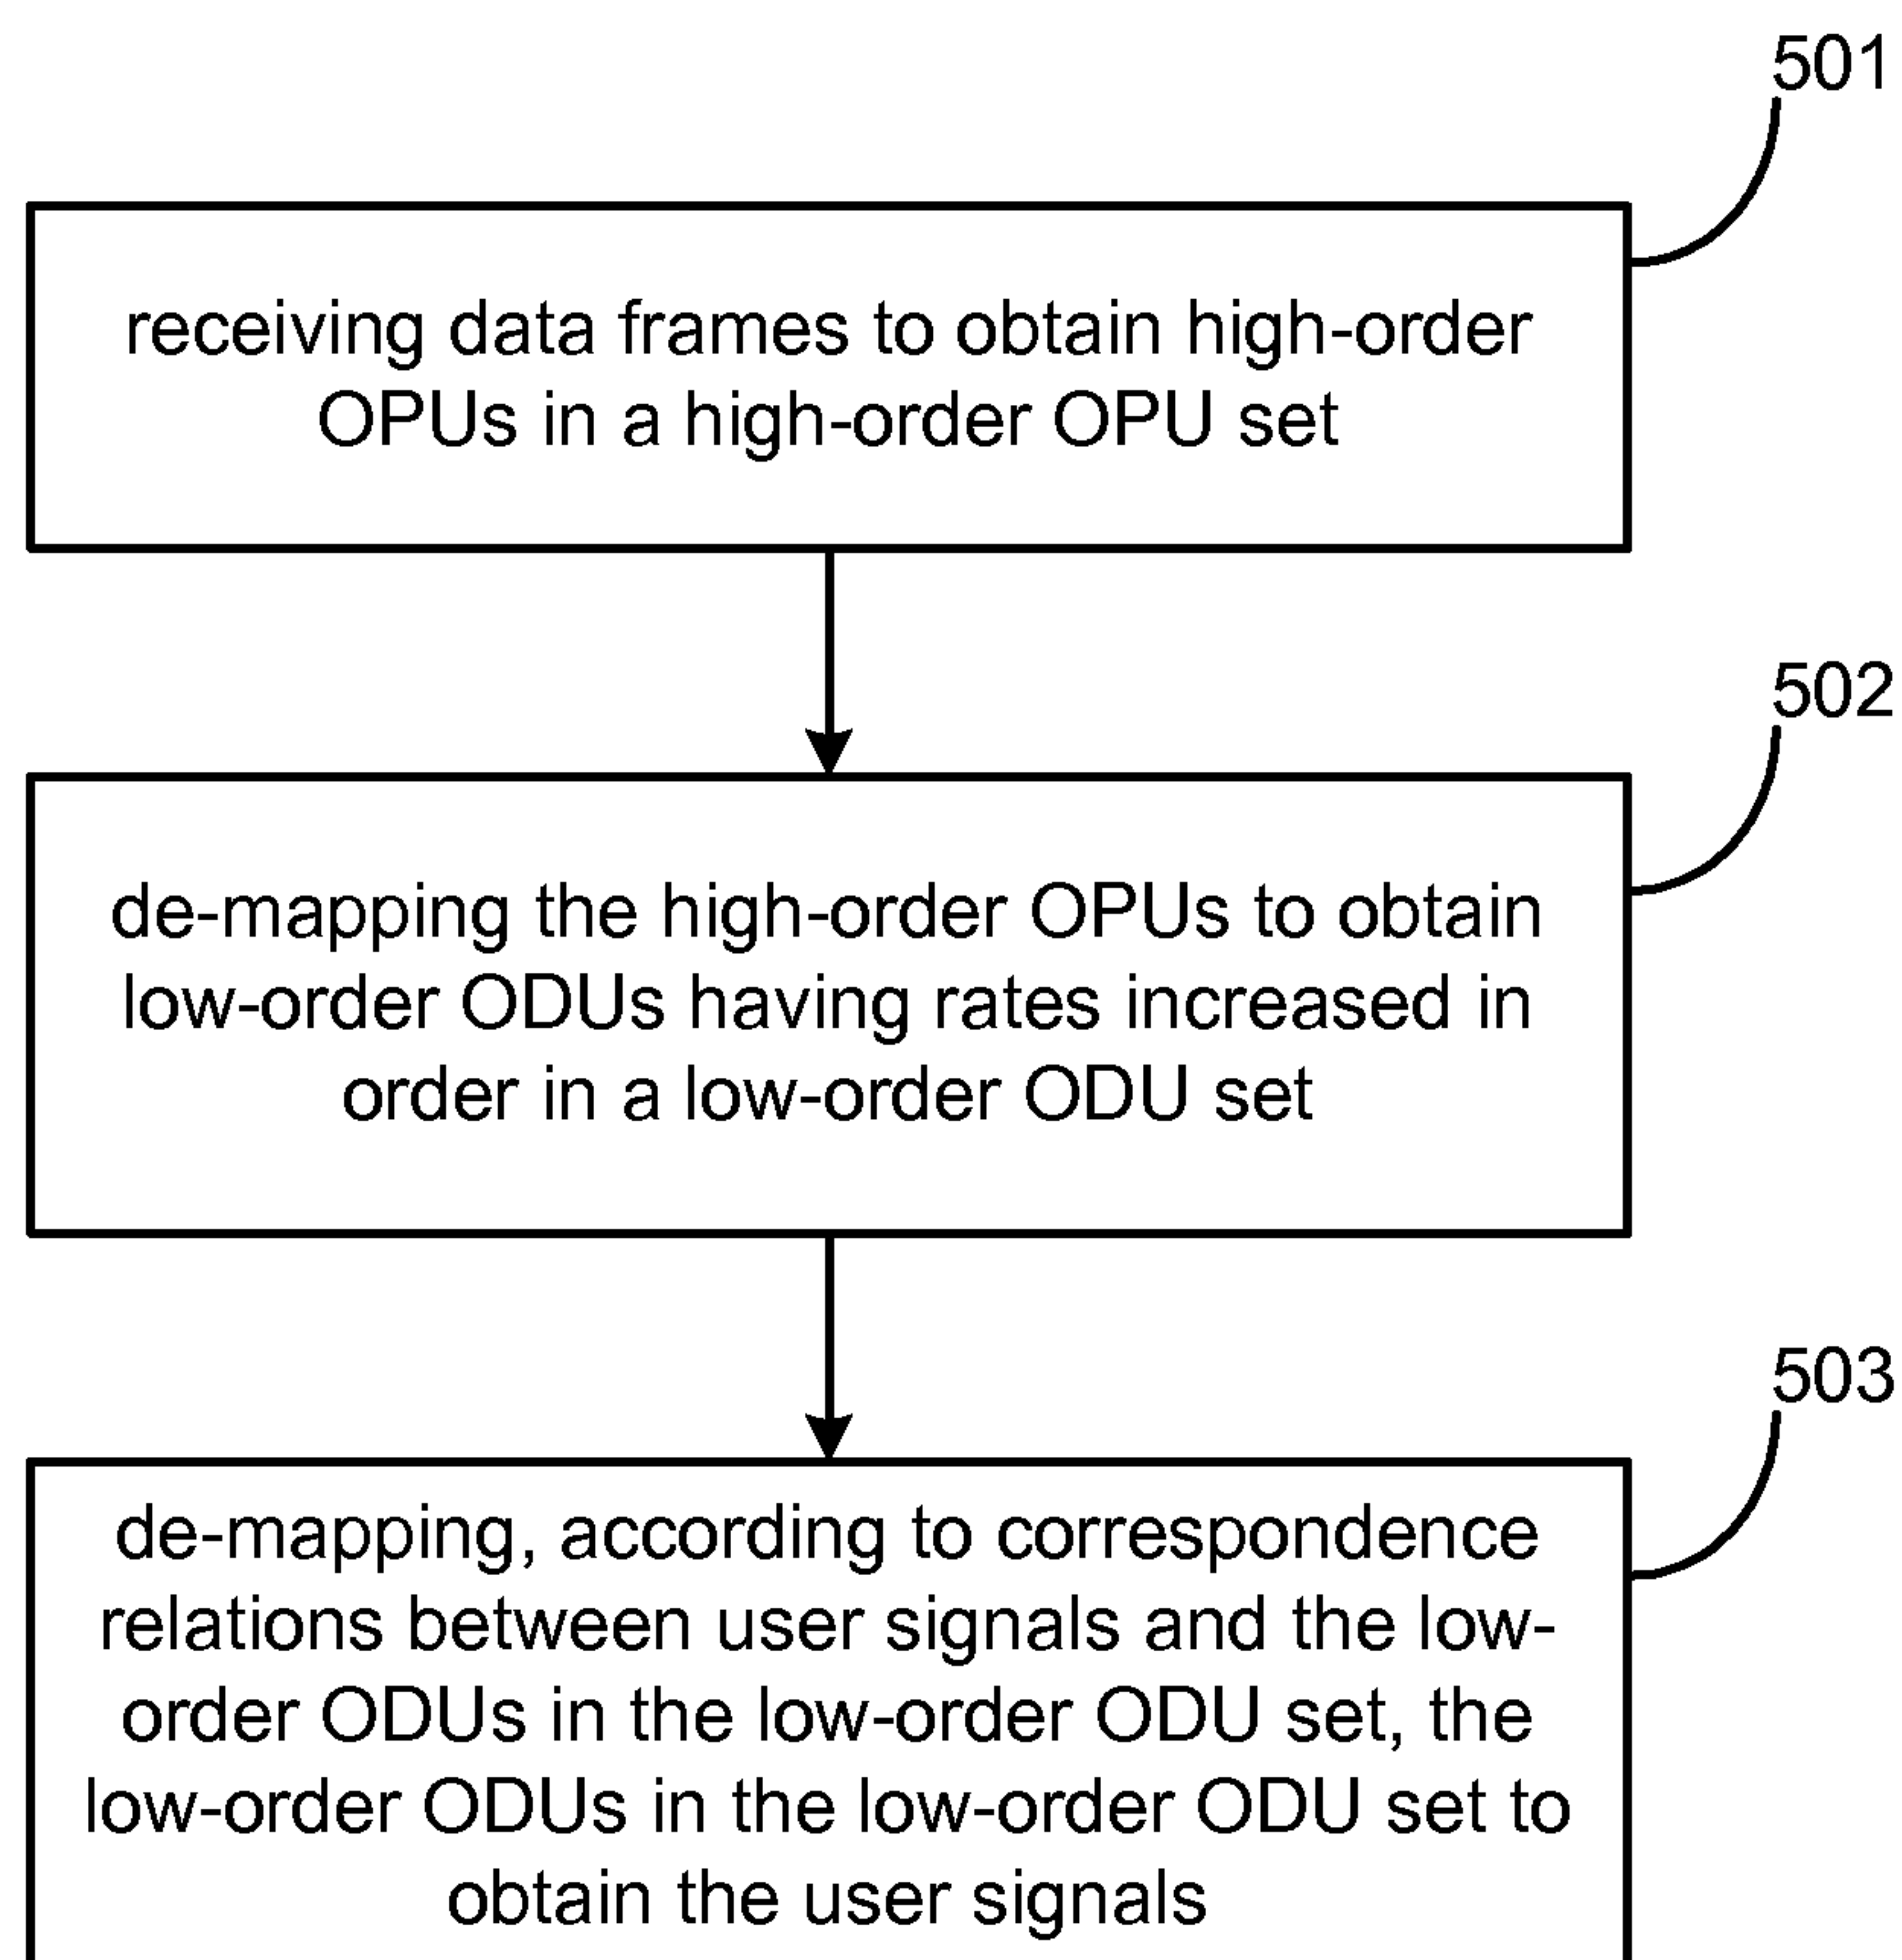 501
receiving data frames to obtain high-order
OPUs in a high-order OPU set
502
de-mapping the high-order OPUs to obtain
low-order ODUs having rates increased in
order in a low-order ODU set
503
de-mapping, according to correspondence
relations between user signals and the low-
order ODUs in the low-order ODU set, the
low-order ODUs in the low-order ODU set to
obtain the user signals